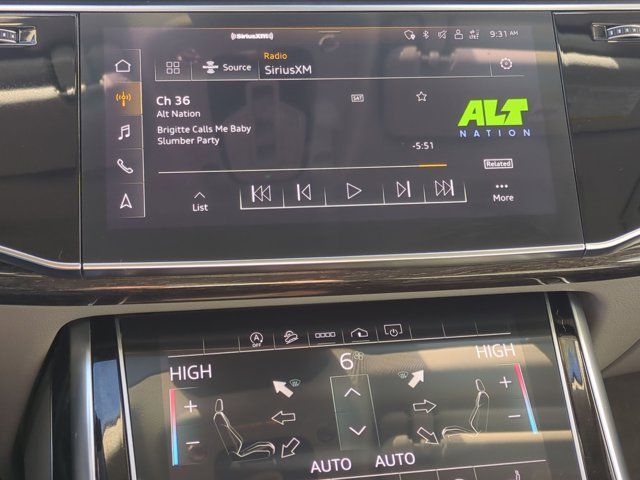 ((SiriusXM))
9:31 AM
Radio
Source
SiriusXM
Ch 36
SAT
Alt Nation
ALT
NATION
Brigitte Calls Me Baby
Slumber Party
-5:51
Related
List
More
OFF
HIGH
6
HIGH
AUTO
AUTO